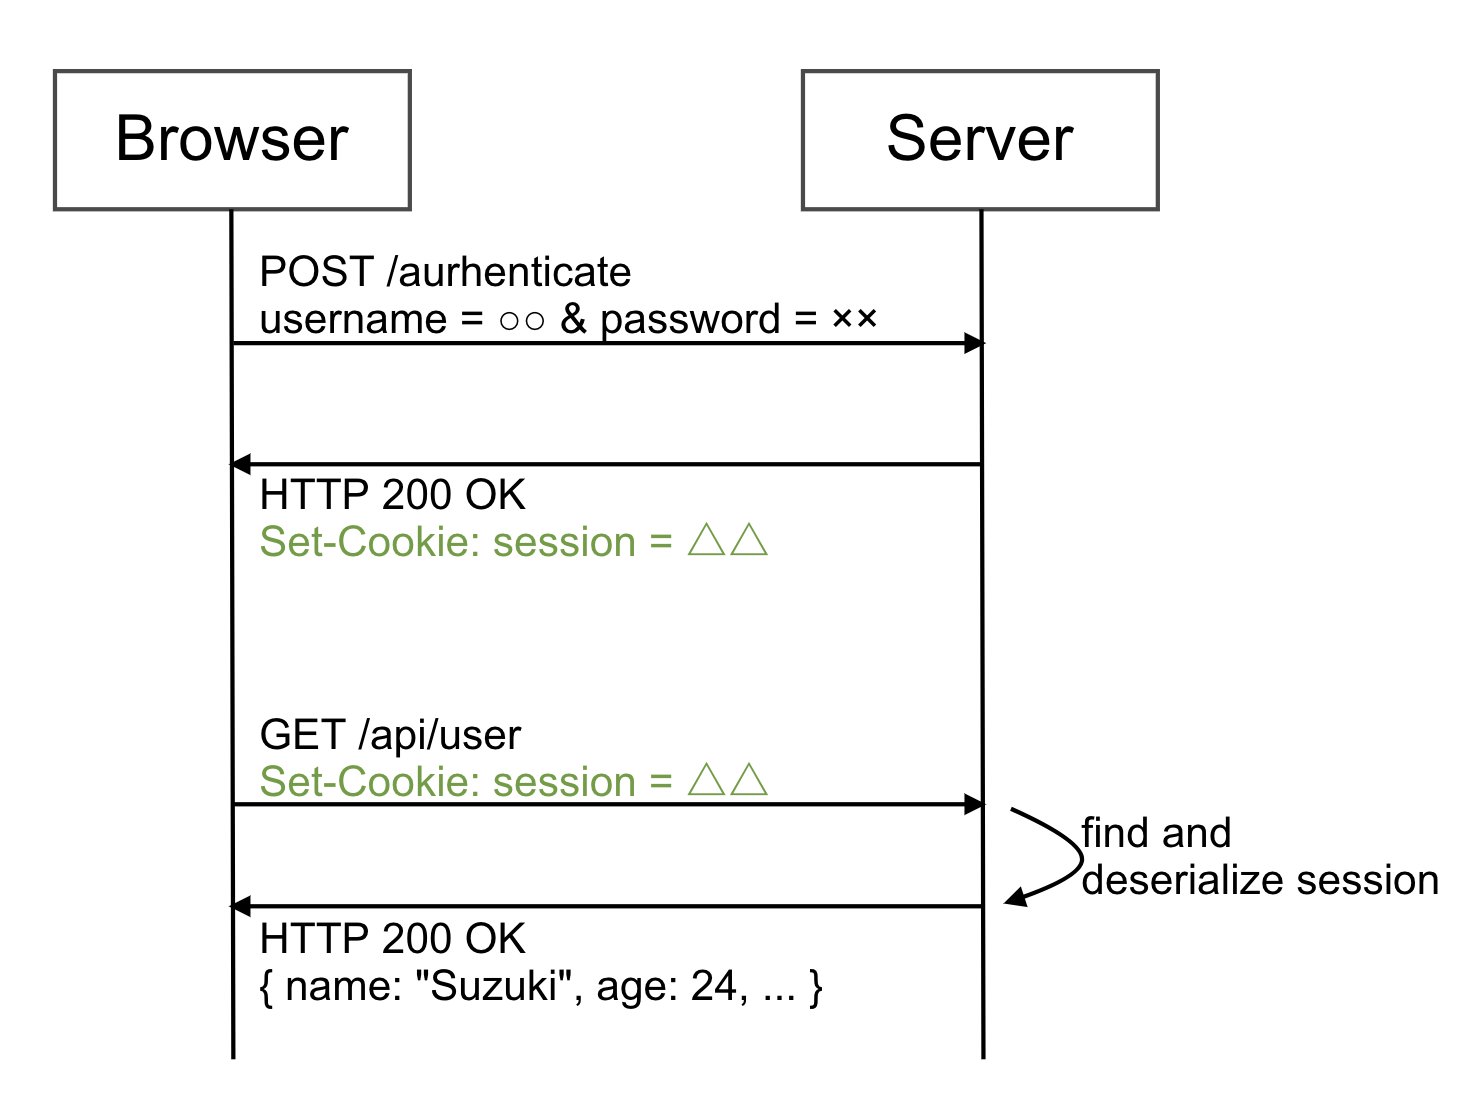 Browser
Server
POST /aurhenticate
username = ○○ & password = ××
HTTP 200 OK
Set-Cookie: session = △△
GET /api/user
Set-Cookie: session = △△
find and
deserialize session
HTTP 200 OK
{ name: "Suzuki", age: 24, ... }